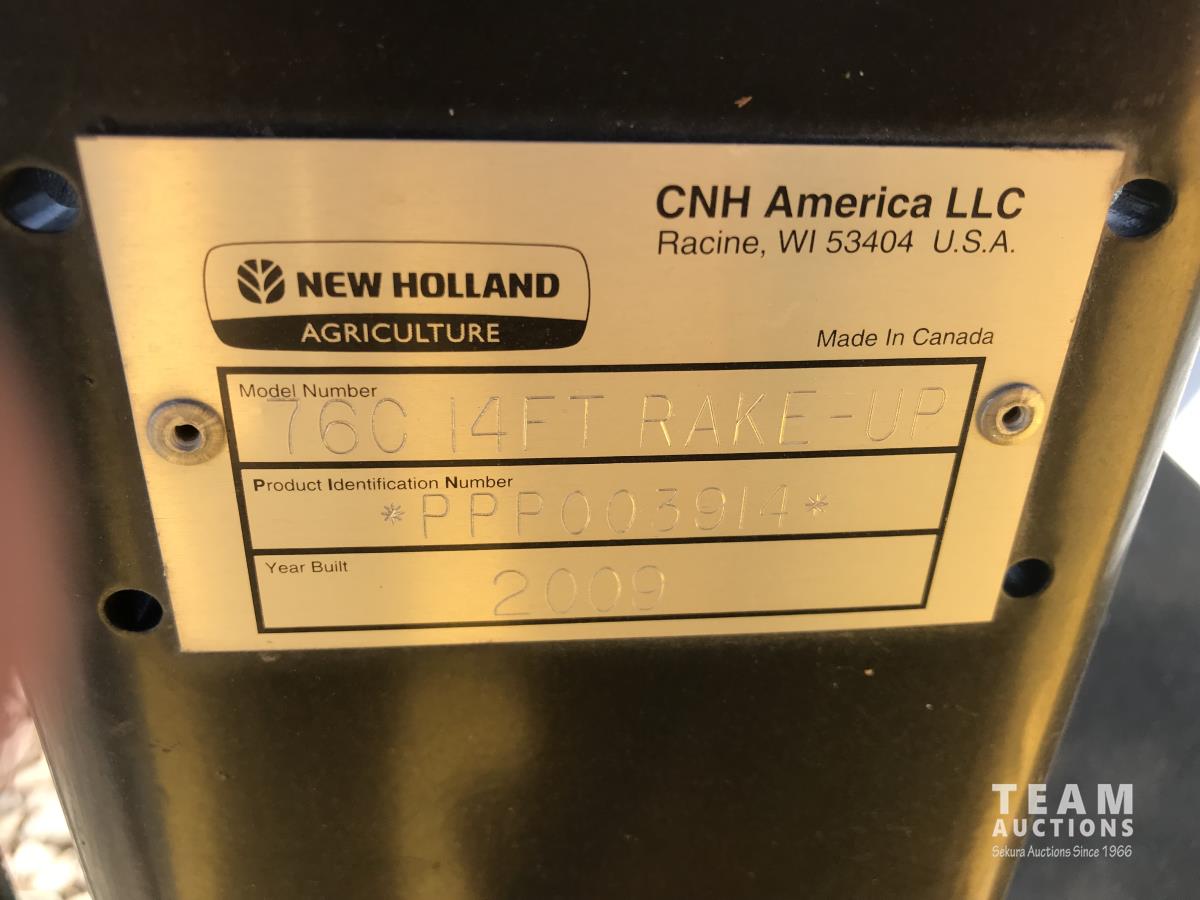 CNH America LLC
Racine, WI 53404 U.S.A.
NEW HOLLAND
AGRICULTURE
Made In Canada
Model Number
76C 14FT RAKE-UP
Product Identification Number
*PPP003914*
Year Built
2009
TEAM
AUCTIONS
Sekura Auctions Since 1966